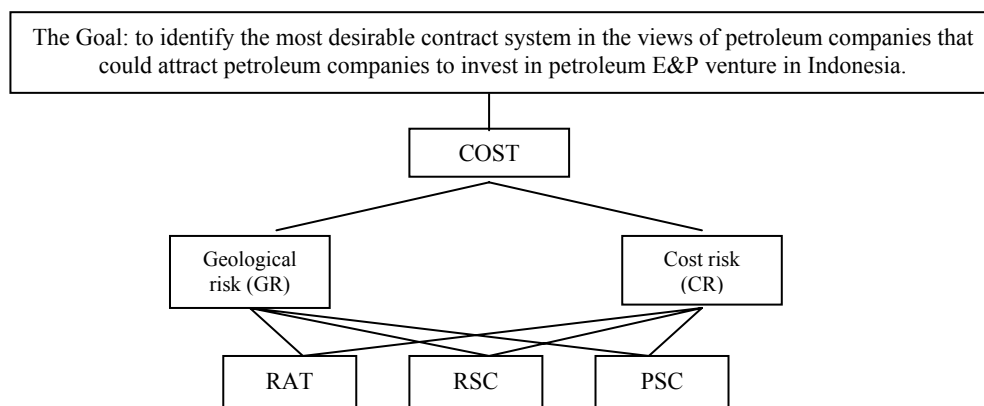 The Goal: to identify the most desirable contract system in the views of petroleum companies that
could attract petroleum companies to invest in petroleum E&P venture in Indonesia.
COST
Geological
risk (GR)
Cost risk
(CR)
RAT
RSC
PSC